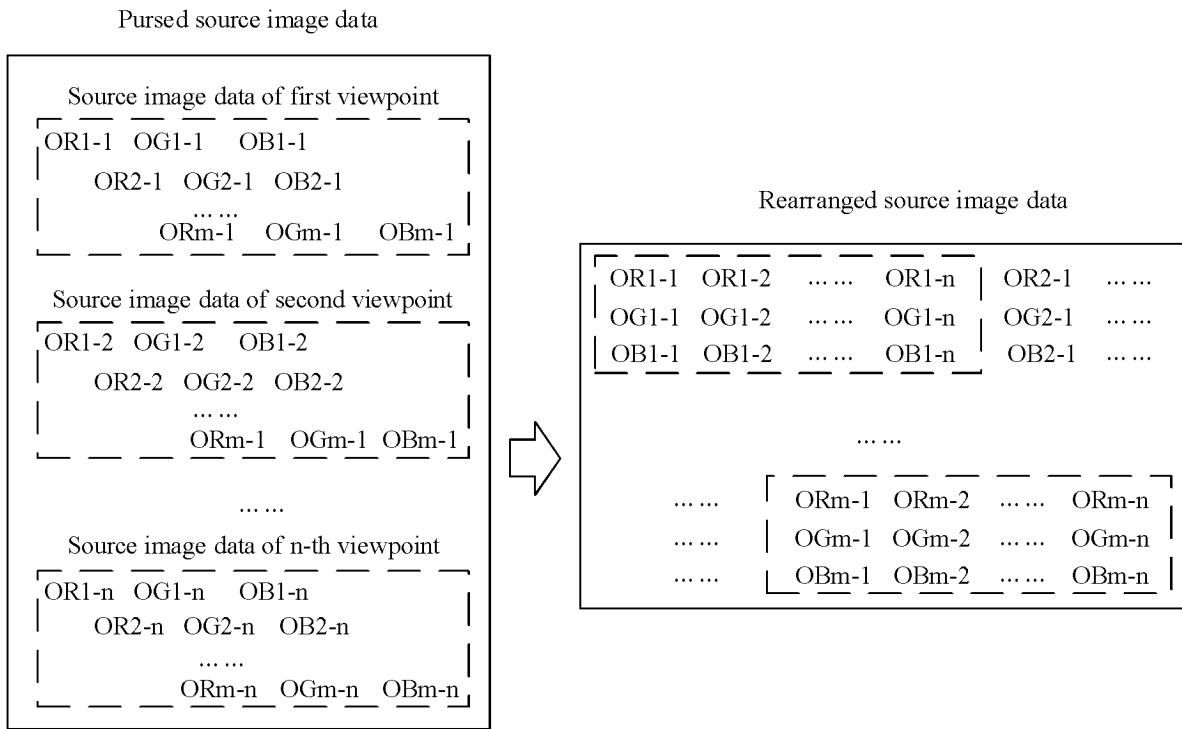 Pursed source image data
Source image data of first viewpoint
OR1-1 OG1-1 OB1-1
OR2-1 OG2-1 OB2-1
... ...
ORm-1 OGm-1 OBm-1
Source image data of second viewpoint
OR1-2 OG1-2 OB1-2
OR2-2 OG2-2 OB2-2
... ...
ORm-1 OGm-1 OBm-1
... ...
Source image data of n-th viewpoint
OR1-n OG1-n OB1-n
OR2-n OG2-n OB2-n
... ...
ORm-n OGm-n OBm-n
Rearranged source image data
OR1-1 OR1-2 ... ... OR1-n OR2-1 ... ...
OG1-1 OG1-2 ... ... OG1-n OG2-1 ... ...
OB1-1 OB1-2 ... ... OB1-n OB2-1 ... ...
... ...
... ... ORm-1 ORm-2 ... ... ORm-n
... ... OGm-1 OGm-2 ... ... OGm-n
... ... OBm-1 OBm-2 ... ... OBm-n